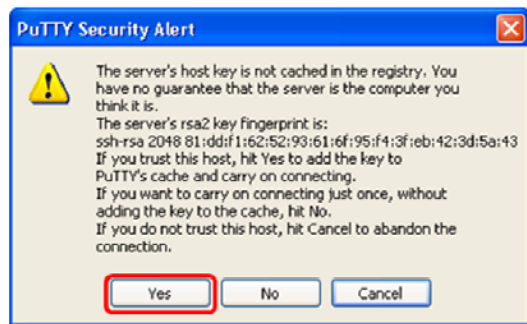 PuTTY Security Alert
The server's host key is not cached in the registry. You
have no guarantee that the server is the computer you
think it is.
The server's rsa2 key fingerprint is:
ssh-rsa 2048 81:dd:f1:62:52:93:61:6f:95:f4:3f:eb:42:3d:5a:43
If you trust this host, hit Yes to add the key to
PuTTY's cache and carry on connecting.
If you want to carry on connecting just once, without
adding the key to the cache, hit No.
If you do not trust this host, hit Cancel to abandon the
connection.
Yes No Cancel